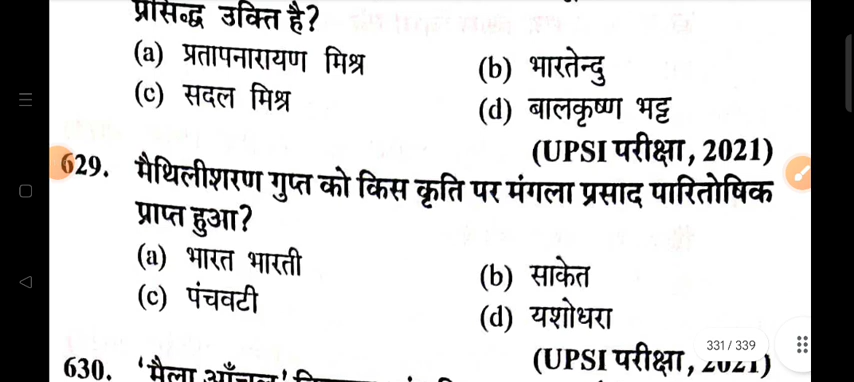 प्रसिद्ध उक्ति है?
(a) प्रतापनारायण मिश्र (b) भारतेन्दु
(c) सदल मिश्र (d) बालकृष्ण भट्ट
(UPSI परीक्षा, 2021)
629. मैथिलीशरण गुप्त को किस कृति पर मंगला प्रसाद पारितोषिक
प्राप्त हुआ?
(a) भारत भारती (b) साकेत
(c) पंचवटी (d) यशोधरा
(UPSI परीक्षा, 2021)
331 / 339
630. 'मैला आँचल'